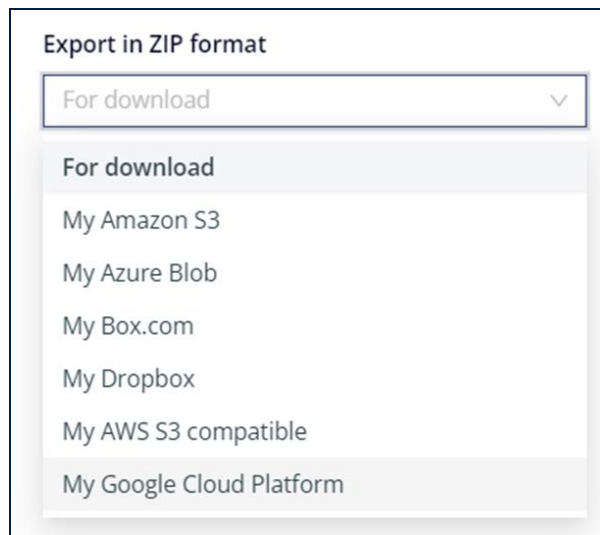 Export in ZIP format
For download
For download
My Amazon S3
My Azure Blob
My Box.com
My Dropbox
My AWS S3 compatible
My Google Cloud Platform